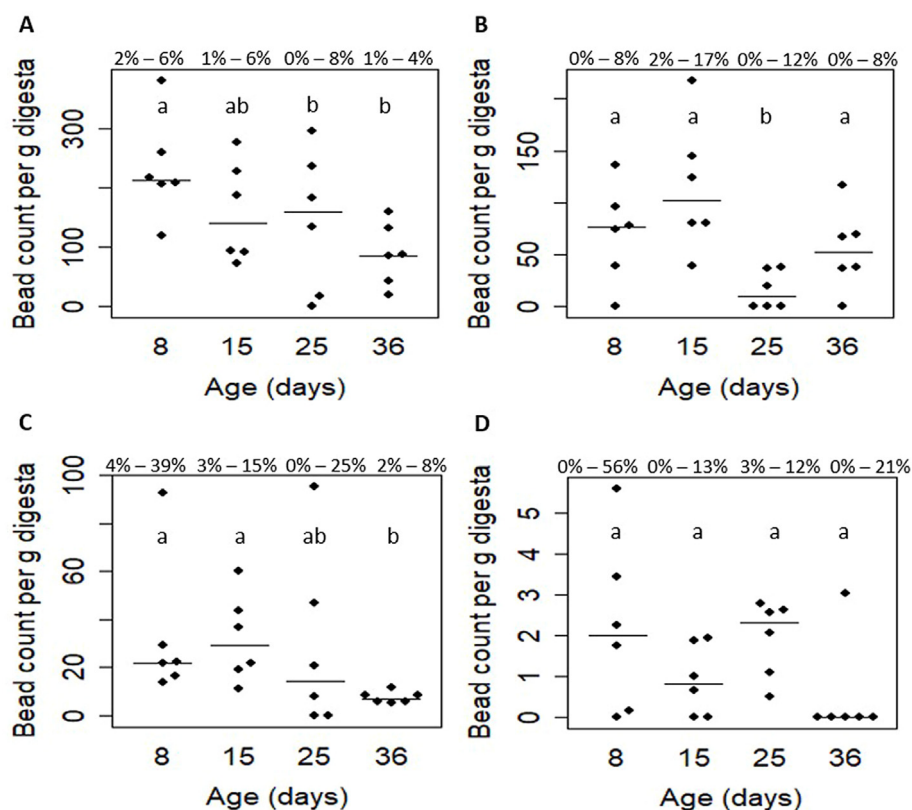 A
2% – 6% 1% – 6% 0% – 8% 1% – 4%
Bead count per g digesta
300
100
0
a ab b b
8 15 25 36
Age (days)
B
0% – 8% 2% – 17% 0% – 12% 0% – 8%
Bead count per g digesta
150
50
0
a a b a
8 15 25 36
Age (days)
C
4% – 39% 3% – 15% 0% – 25% 2% – 8%
Bead count per g digesta
100
60
20
0
a a ab b
8 15 25 36
Age (days)
D
0% – 56% 0% – 13% 3% – 12% 0% – 21%
Bead count per g digesta
5
4
3
2
1
0
a a a a
8 15 25 36
Age (days)